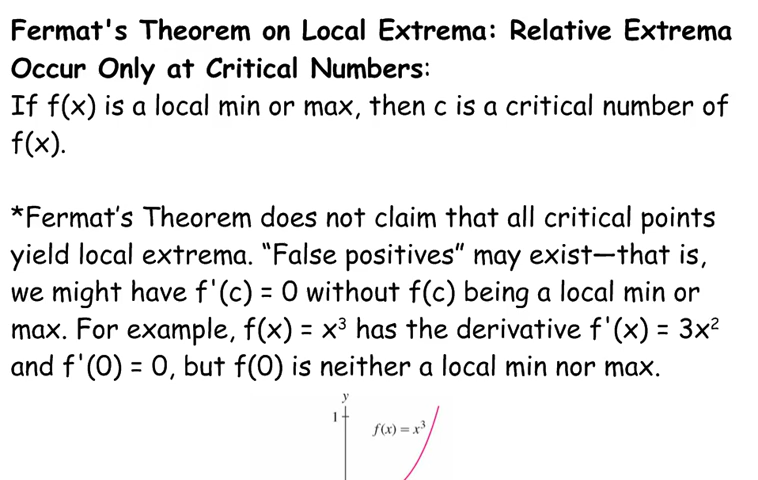 Fermat's Theorem on Local Extrema: Relative Extrema
Occur Only at Critical Numbers:
If f(x) is a local min or max, then c is a critical number of
f(x).
*Fermat's Theorem does not claim that all critical points
yield local extrema. “False positives” may exist—that is,
we might have f'(c) = 0 without f(c) being a local min or
max. For example, f(x) = x³ has the derivative f'(x) = 3x²
and f'(0) = 0, but f(0) is neither a local min nor max.
y
1
f(x) = x³